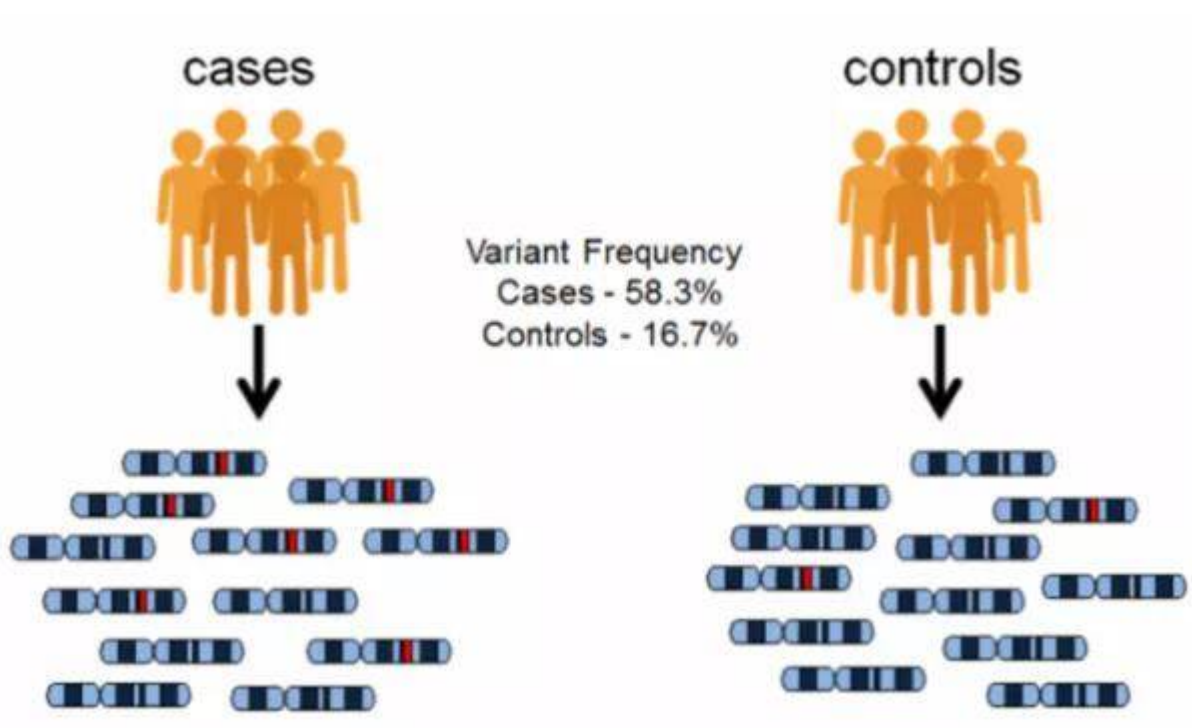 cases
controls
Variant Frequency
Cases - 58.3%
Controls - 16.7%